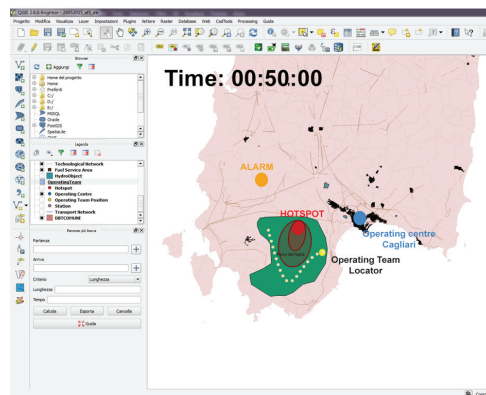 QGIS 2.6.0-Brighton - 20052015_all_ele
Progetto Modifica Visualizza Layer Impostazioni Plugins Vettore Raster Database Web CadTools Processing Guida
Browser
Aggiungi
Home del progetto
Home
Preferiti
C:/
D:/
E:/
MSSQL
Oracle
PostGIS
SpatiaLite
Legenda
Technological Network
Fuel Service Area
HydroObject
OperatingTeam
Hotspot
Operating Centre
Operating Team Position
Station
Transport Network
DBTCOMUNE
Percorso più breve
Partenza
Arrivo
Criterio Lunghezza
Lunghezza
Tempo
Calcola Esporta Cancella
Guida
Time: 00:50:00
ALARM
HOTSPOT
Operating centre
Cagliari
Operating Team
Locator